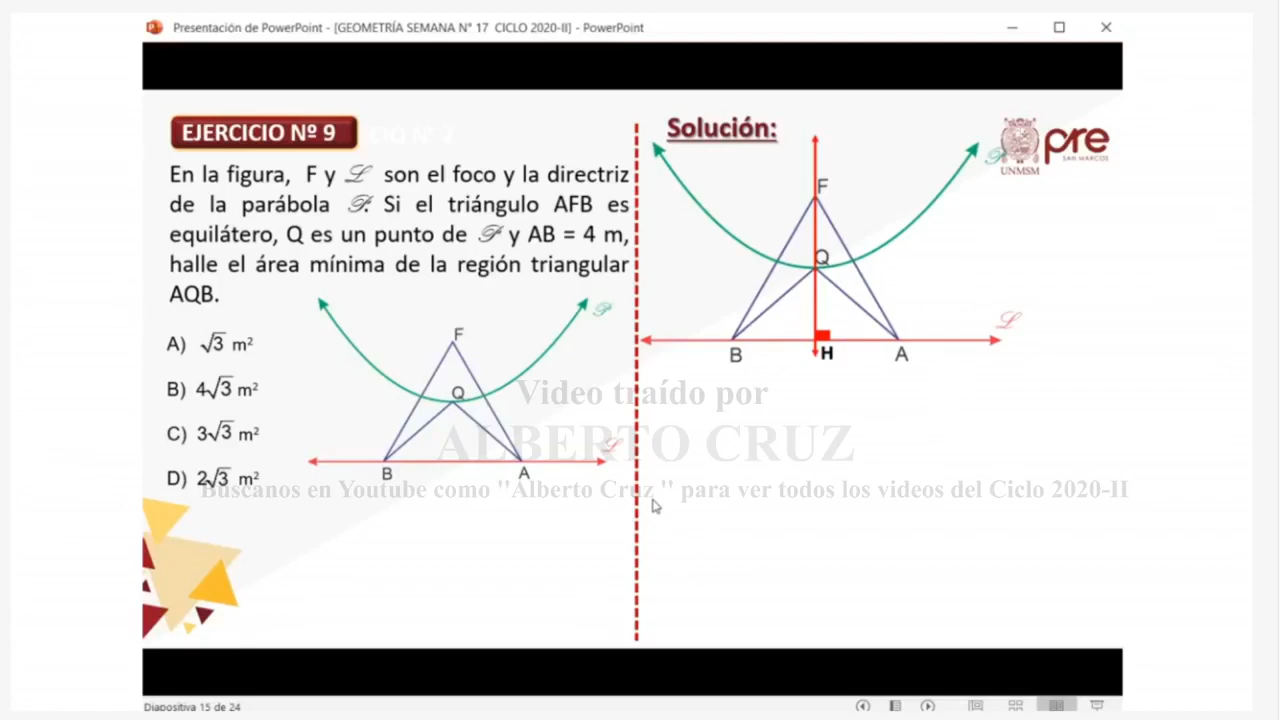 Presentación de PowerPoint - [GEOMETRÍA SEMANA N° 17 CICLO 2020-II] - PowerPoint
EJERCICIO Nº 9
En la figura, F y ℒ son el foco y la directriz
de la parábola 𝒫. Si el triángulo AFB es
equilátero, Q es un punto de 𝒫 y AB = 4 m,
halle el área mínima de la región triangular
AQB.
A) √3 m²
B) 4√3 m²
C) 3√3 m²
D) 2√3 m²
𝒫
F
Q
ℒ
B
A
Solución:
𝒫
F
Q
ℒ
B
H
A
UNMSM
pre
SAN MARCOS
Video traído por
ALBERTO CRUZ
Búscanos en Youtube como "Alberto Cruz" para ver todos los videos del Ciclo 2020-II
Diapositiva 15 de 24